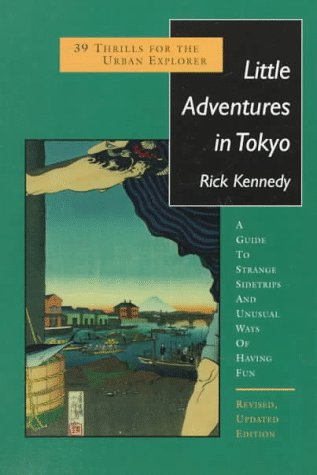 39 Thrills for the
Urban Explorer
Little
Adventures
in Tokyo
Rick Kennedy
A
Guide
To
Strange
Sidetrips
And
Unusual
Ways
Of
Having
Fun
Revised,
Updated
Edition